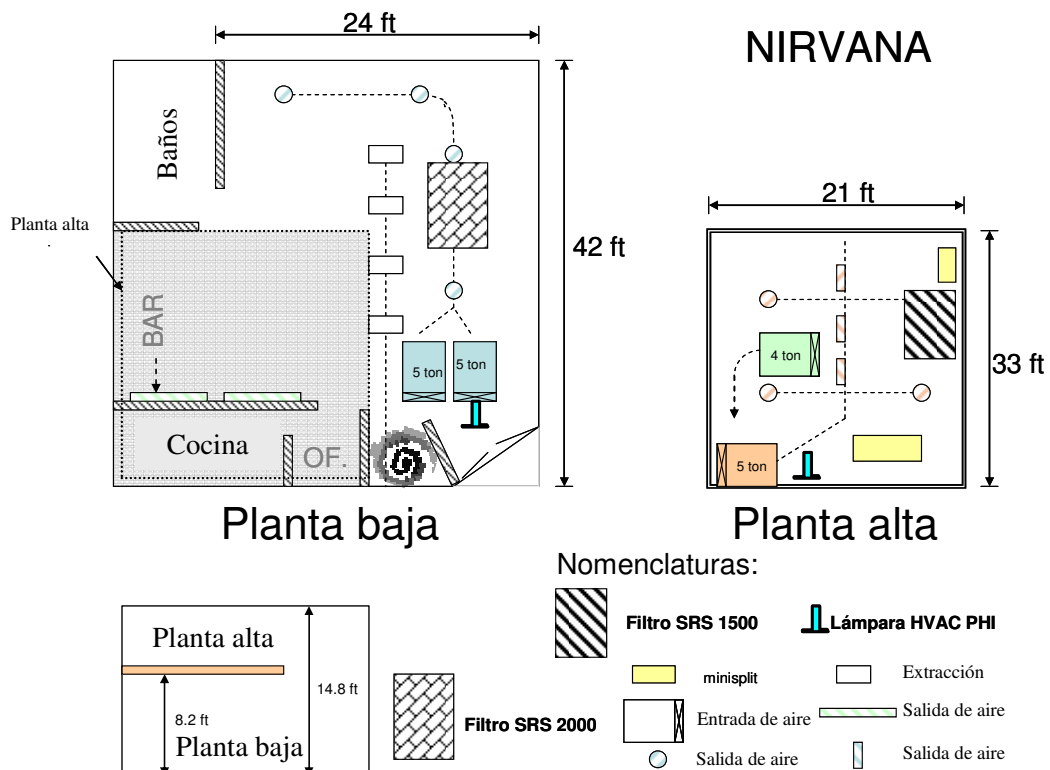 24 ft
NIRVANA
Baños
Planta alta
.
42 ft
21 ft
BAR
5 ton
5 ton
4 ton
33 ft
Cocina
OF.
5 ton
Planta baja
Planta alta
Nomenclaturas:
Planta alta
14.8 ft
8.2 ft
Planta baja
Filtro SRS 2000
Filtro SRS 1500
Lámpara HVAC PHI
minisplit
Extracción
Entrada de aire
Salida de aire
Salida de aire
Salida de aire